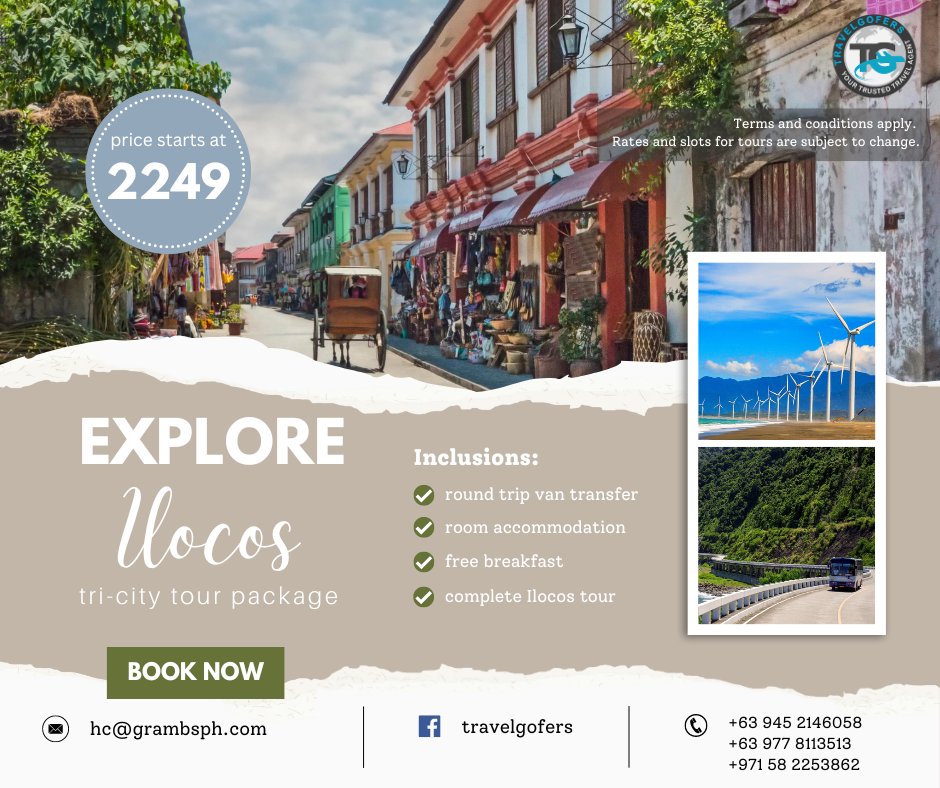 TRAVELGOFERS
TG
YOUR TRUSTED TRAVEL AGENT
Terms and conditions apply.
Rates and slots for tours are subject to change.
price starts at
2249
EXPLORE
Ilocos
tri-city tour package
Inclusions:
round trip van transfer
room accommodation
free breakfast
complete Ilocos tour
BOOK NOW
hc@grambsph.com
travelgofers
+63 945 2146058
+63 977 8113513
+971 58 2253862